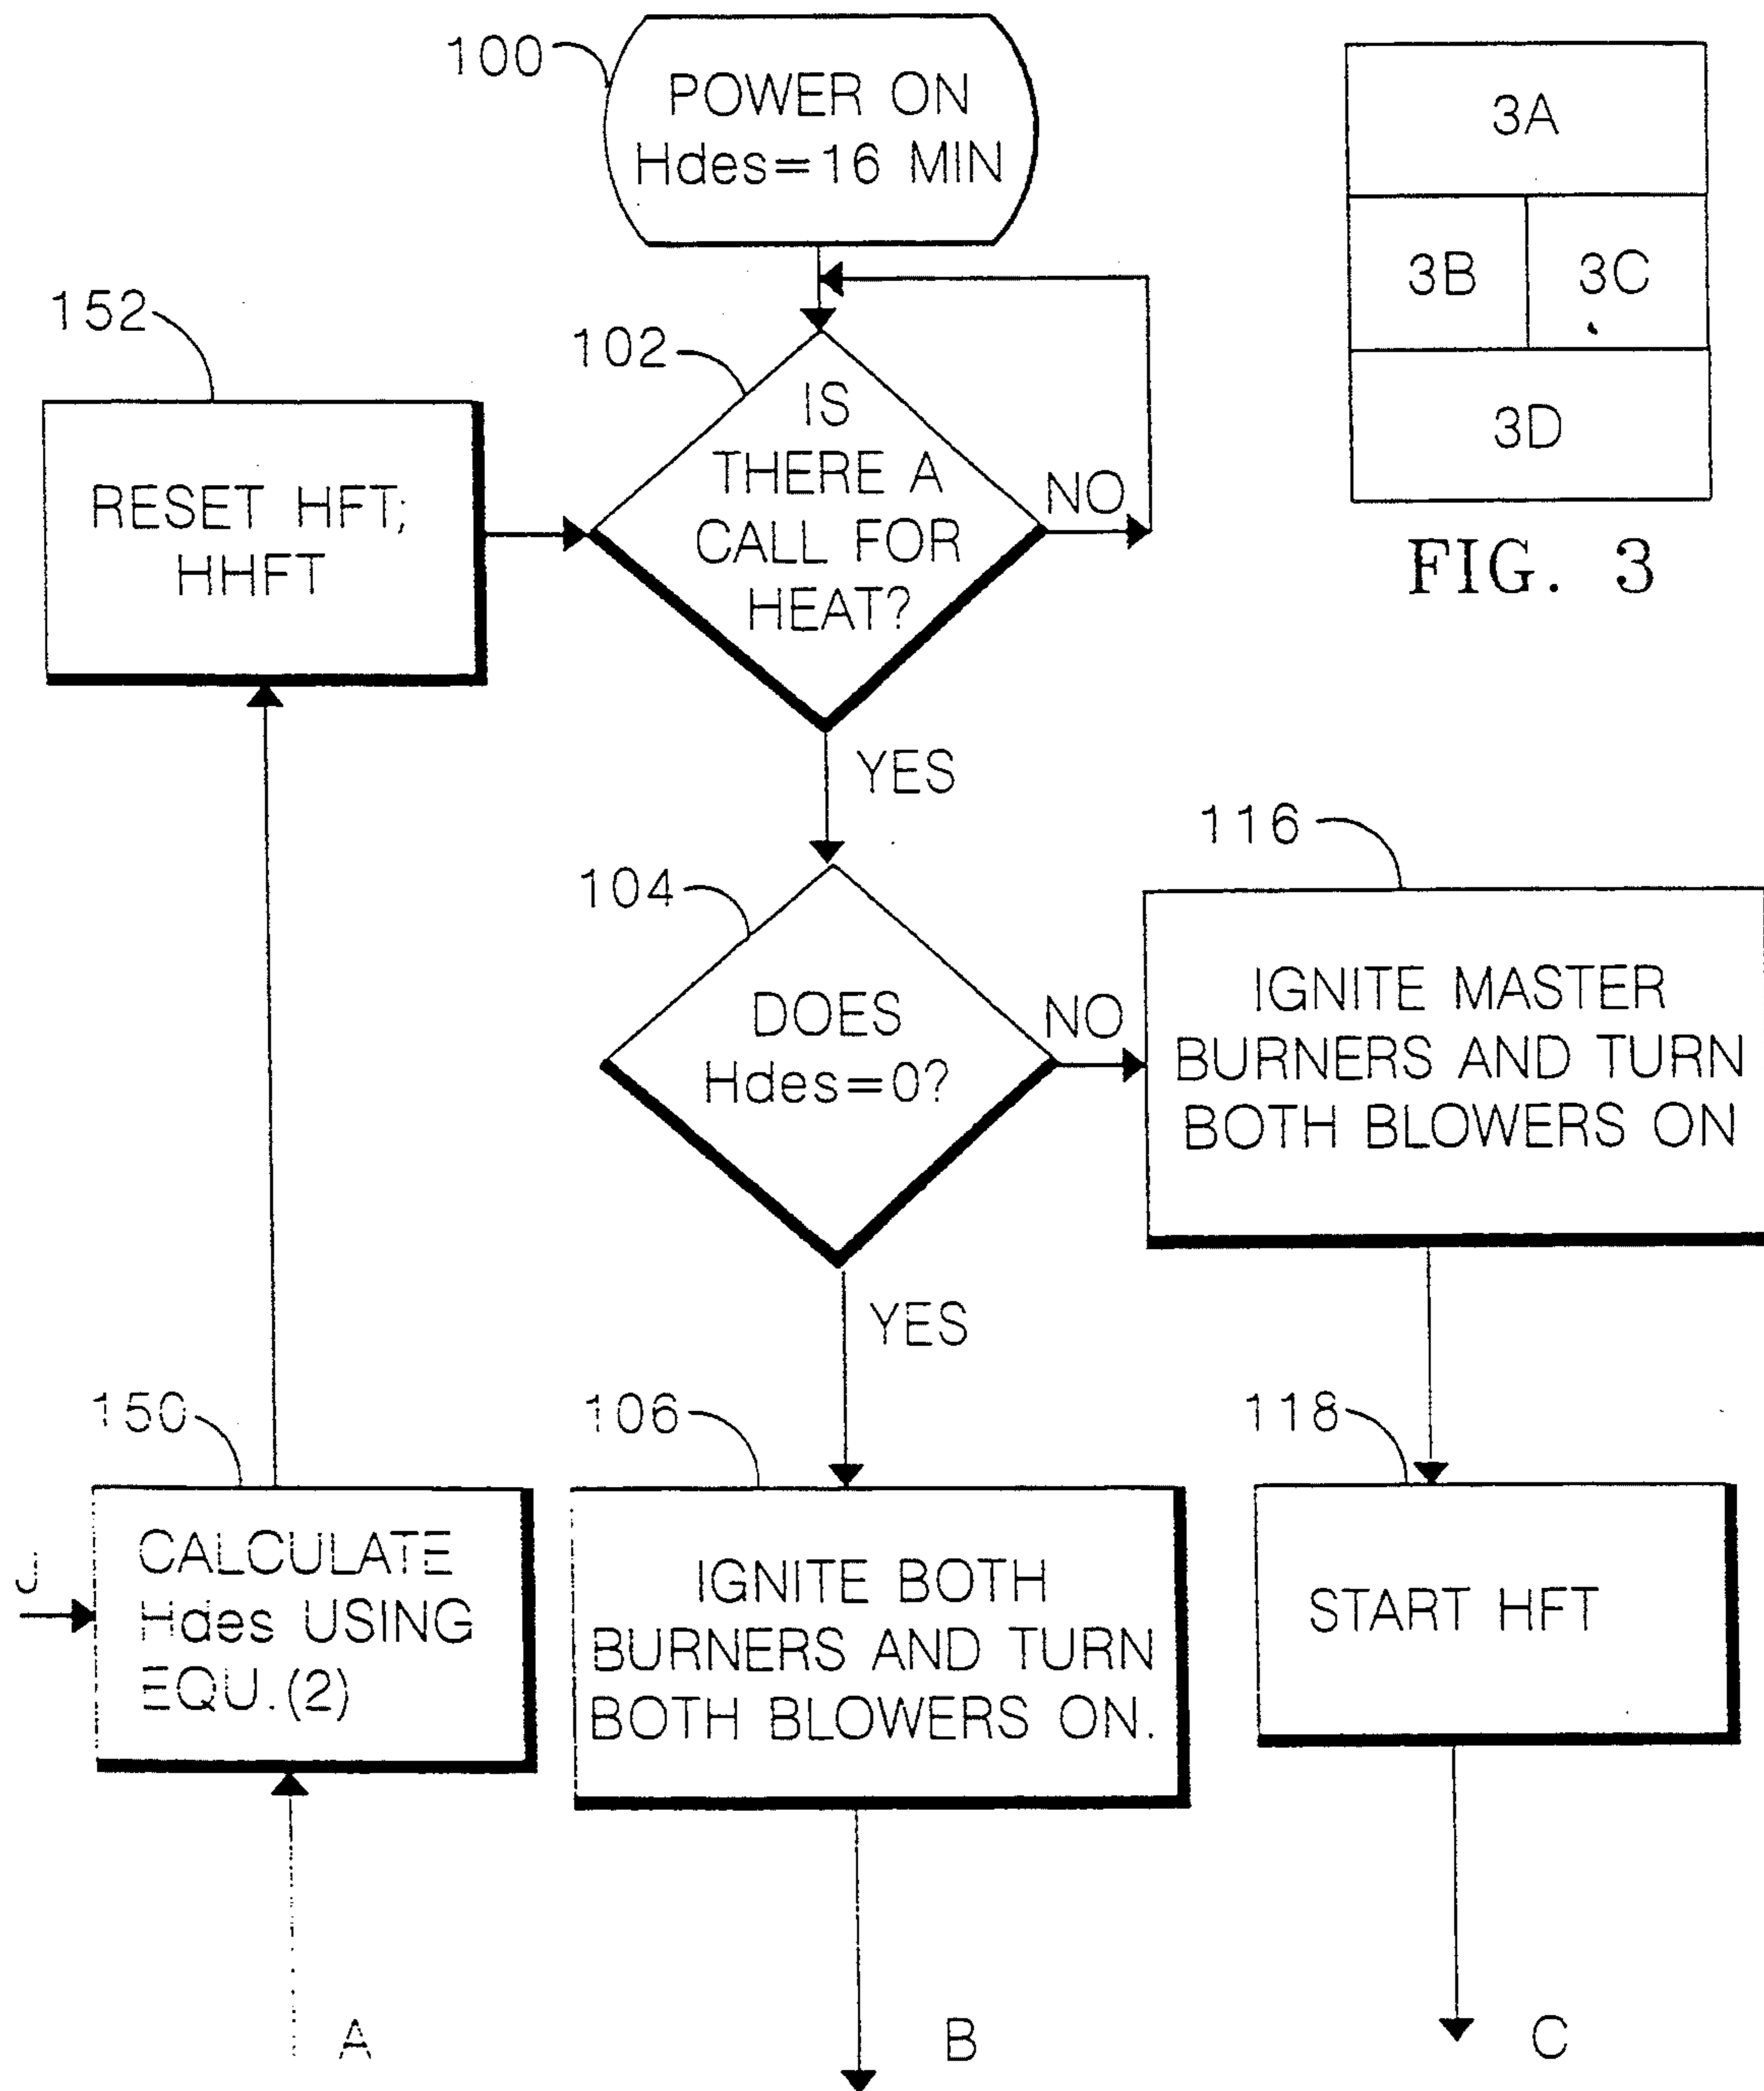 100
POWER ON
Hdes=16 MIN
3A
3B
3C
3D
FIG. 3
152
RESET HFT;
HHFT
102
IS
THERE A
CALL FOR
HEAT?
NO
YES
104
DOES
Hdes=0?
NO
YES
116
IGNITE MASTER
BURNERS AND TURN
BOTH BLOWERS ON
150
J
CALCULATE
Hdes USING
EQU.(2)
106
IGNITE BOTH
BURNERS AND TURN
BOTH BLOWERS ON.
118
START HFT
A
B
C